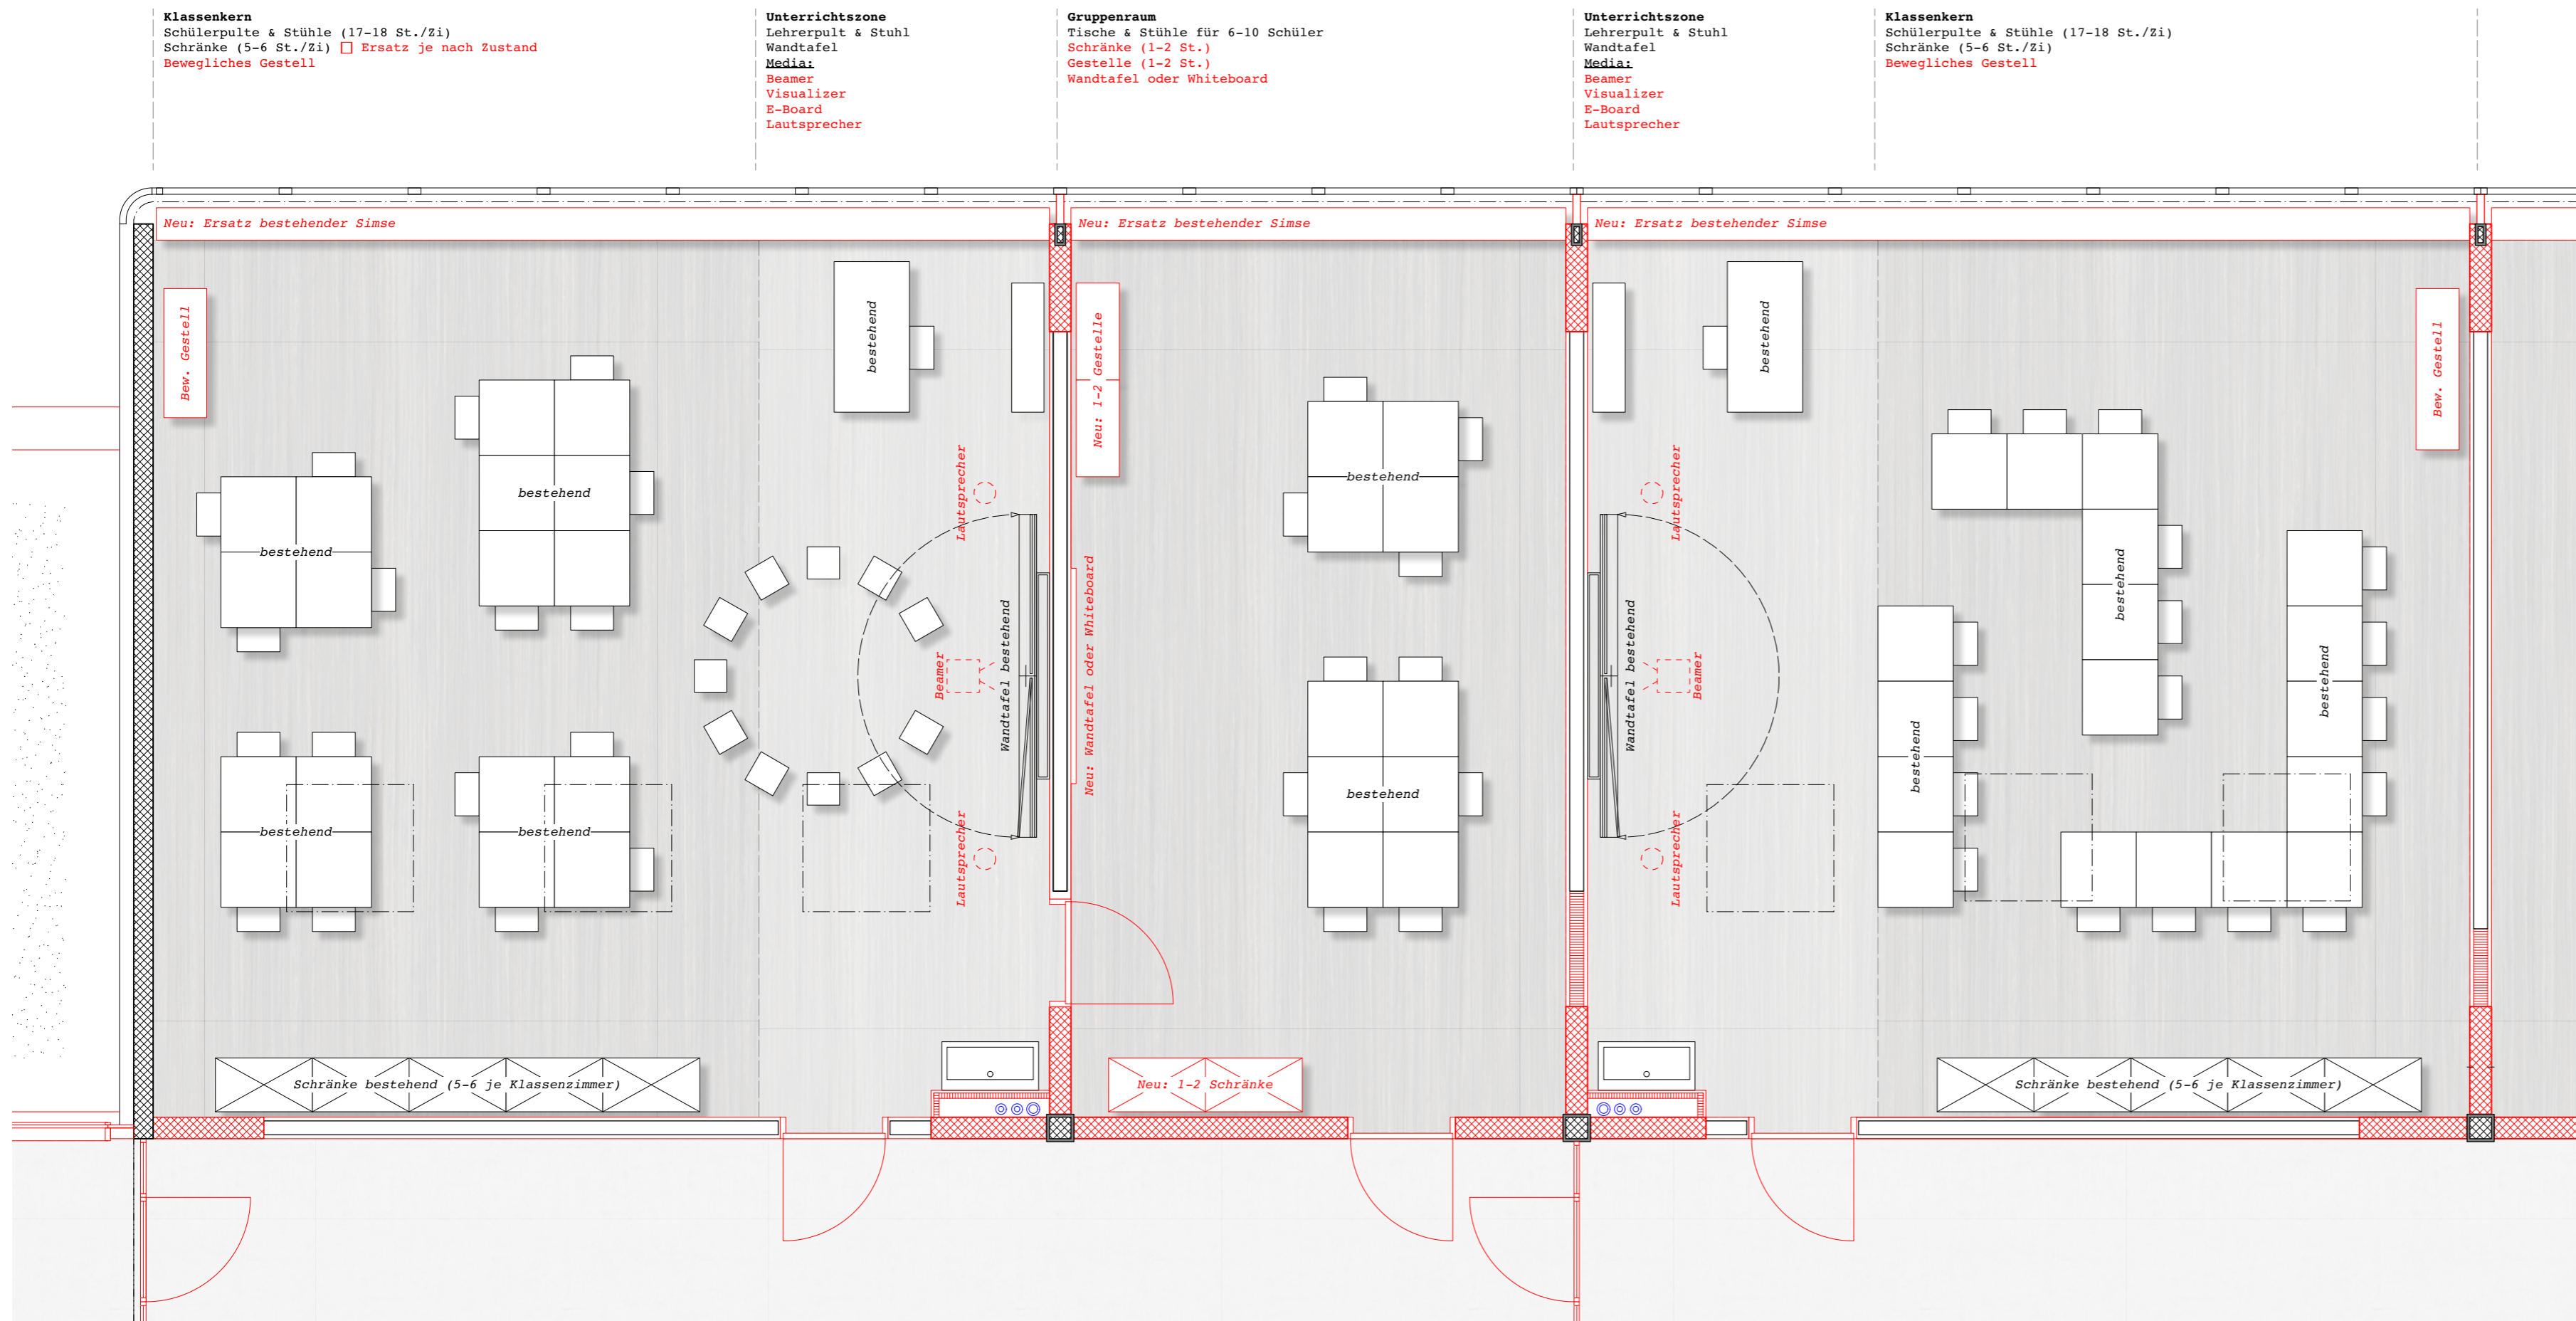 Klassenkern
Schülerpulte & Stühle (17-18 St./Zi)
Schränke (5-6 St./Zi) □ Ersatz je nach Zustand
Bewegliches Gestell
Unterrichtszone
Lehrerpult & Stuhl
Wandtafel
Media:
Beamer
Visualizer
E-Board
Lautsprecher
Gruppenraum
Tische & Stühle für 6-10 Schüler
Schränke (1-2 St.)
Gestelle (1-2 St.)
Wandtafel oder Whiteboard
Unterrichtszone
Lehrerpult & Stuhl
Wandtafel
Media:
Beamer
Visualizer
E-Board
Lautsprecher
Klassenkern
Schülerpulte & Stühle (17-18 St./Zi)
Schränke (5-6 St./Zi)
Bewegliches Gestell
Neu: Ersatz bestehender Simse
Neu: Ersatz bestehender Simse
Neu: Ersatz bestehender Simse
Bew. Gestell
bestehend
bestehend
bestehend
bestehend
bestehend
Lautsprecher
Beamer
Wandtafel bestehend
Lautsprecher
Schränke bestehend (5-6 je Klassenzimmer)
Neu: 1-2 Gestelle
Neu: Wandtafel oder Whiteboard
bestehend
bestehend
Neu: 1-2 Schränke
bestehend
Lautsprecher
Wandtafel bestehend
Beamer
Lautsprecher
bestehend
bestehend
bestehend
Bew. Gestell
Schränke bestehend (5-6 je Klassenzimmer)